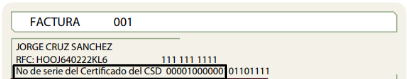 FACTURA 001
JORGE CRUZ SANCHEZ
RFC: HOOJ640222KL6 111 111 1111
No de serie del Certificado del CSD 00001000000 01101111